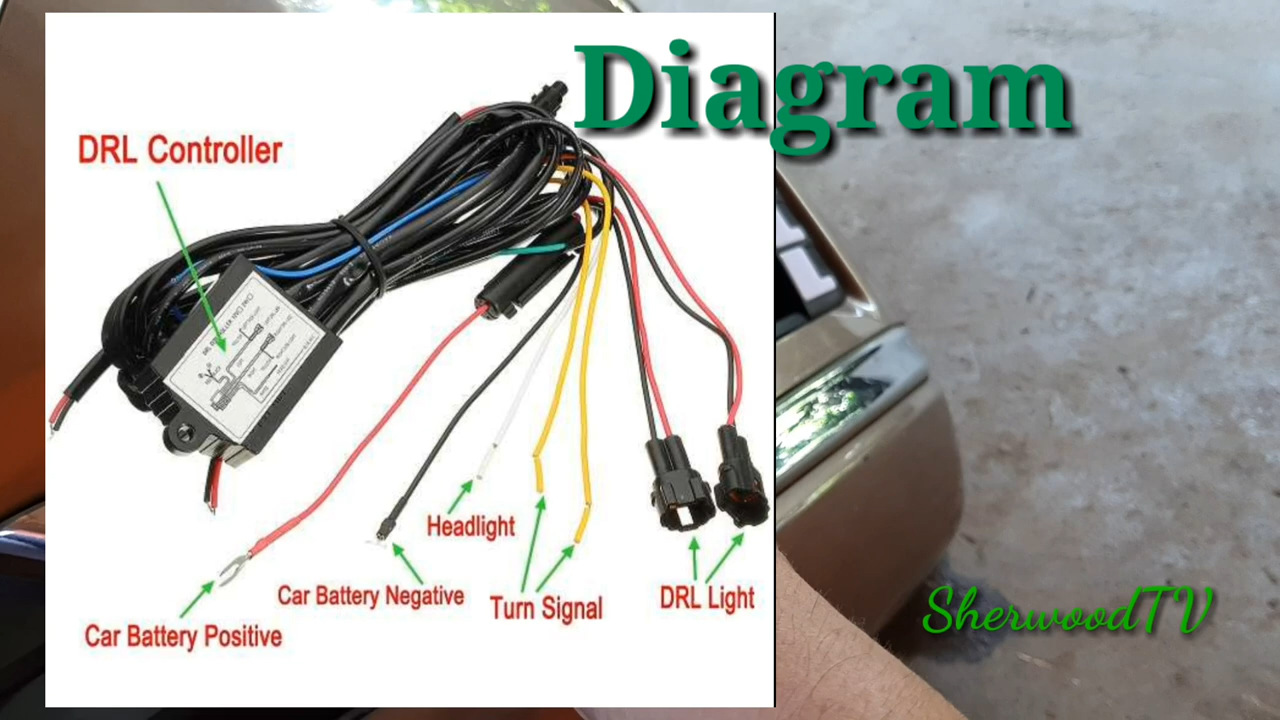 Diagram
DRL Controller
Headlight
Car Battery Negative
Turn Signal
DRL Light
Car Battery Positive
SherwoodTV